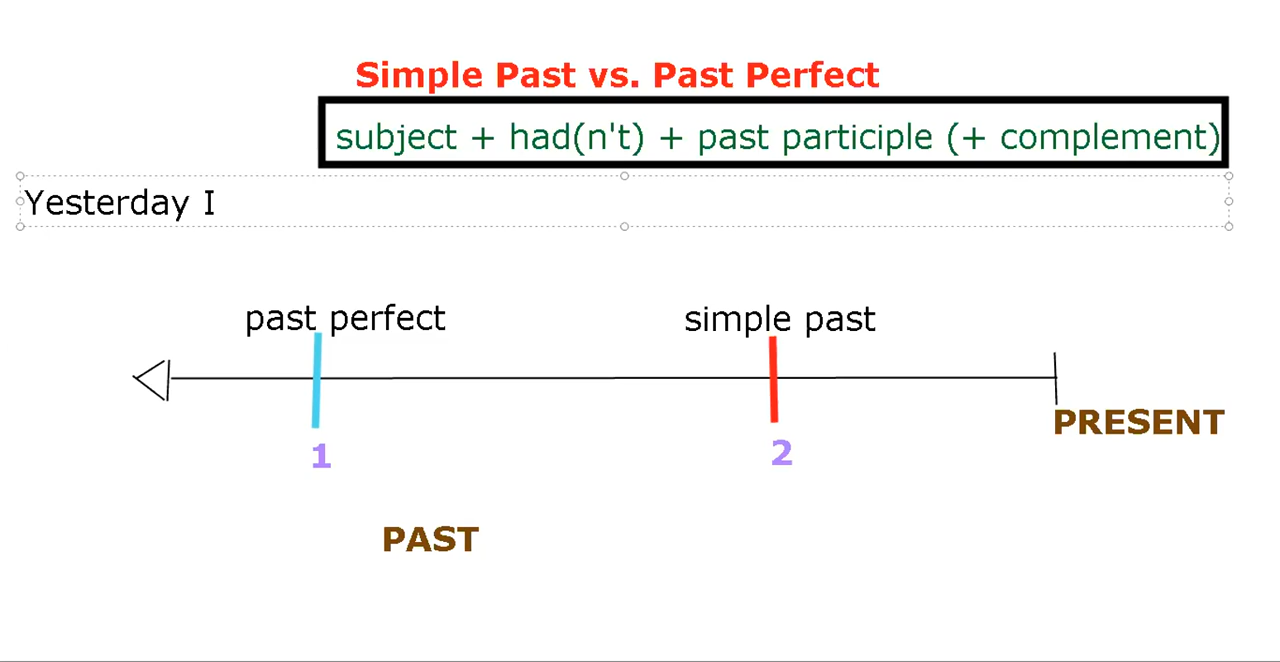 Simple Past vs. Past Perfect
subject + had(n't) + past participle (+ complement)
Yesterday I
past perfect
simple past
PRESENT
1
2
PAST